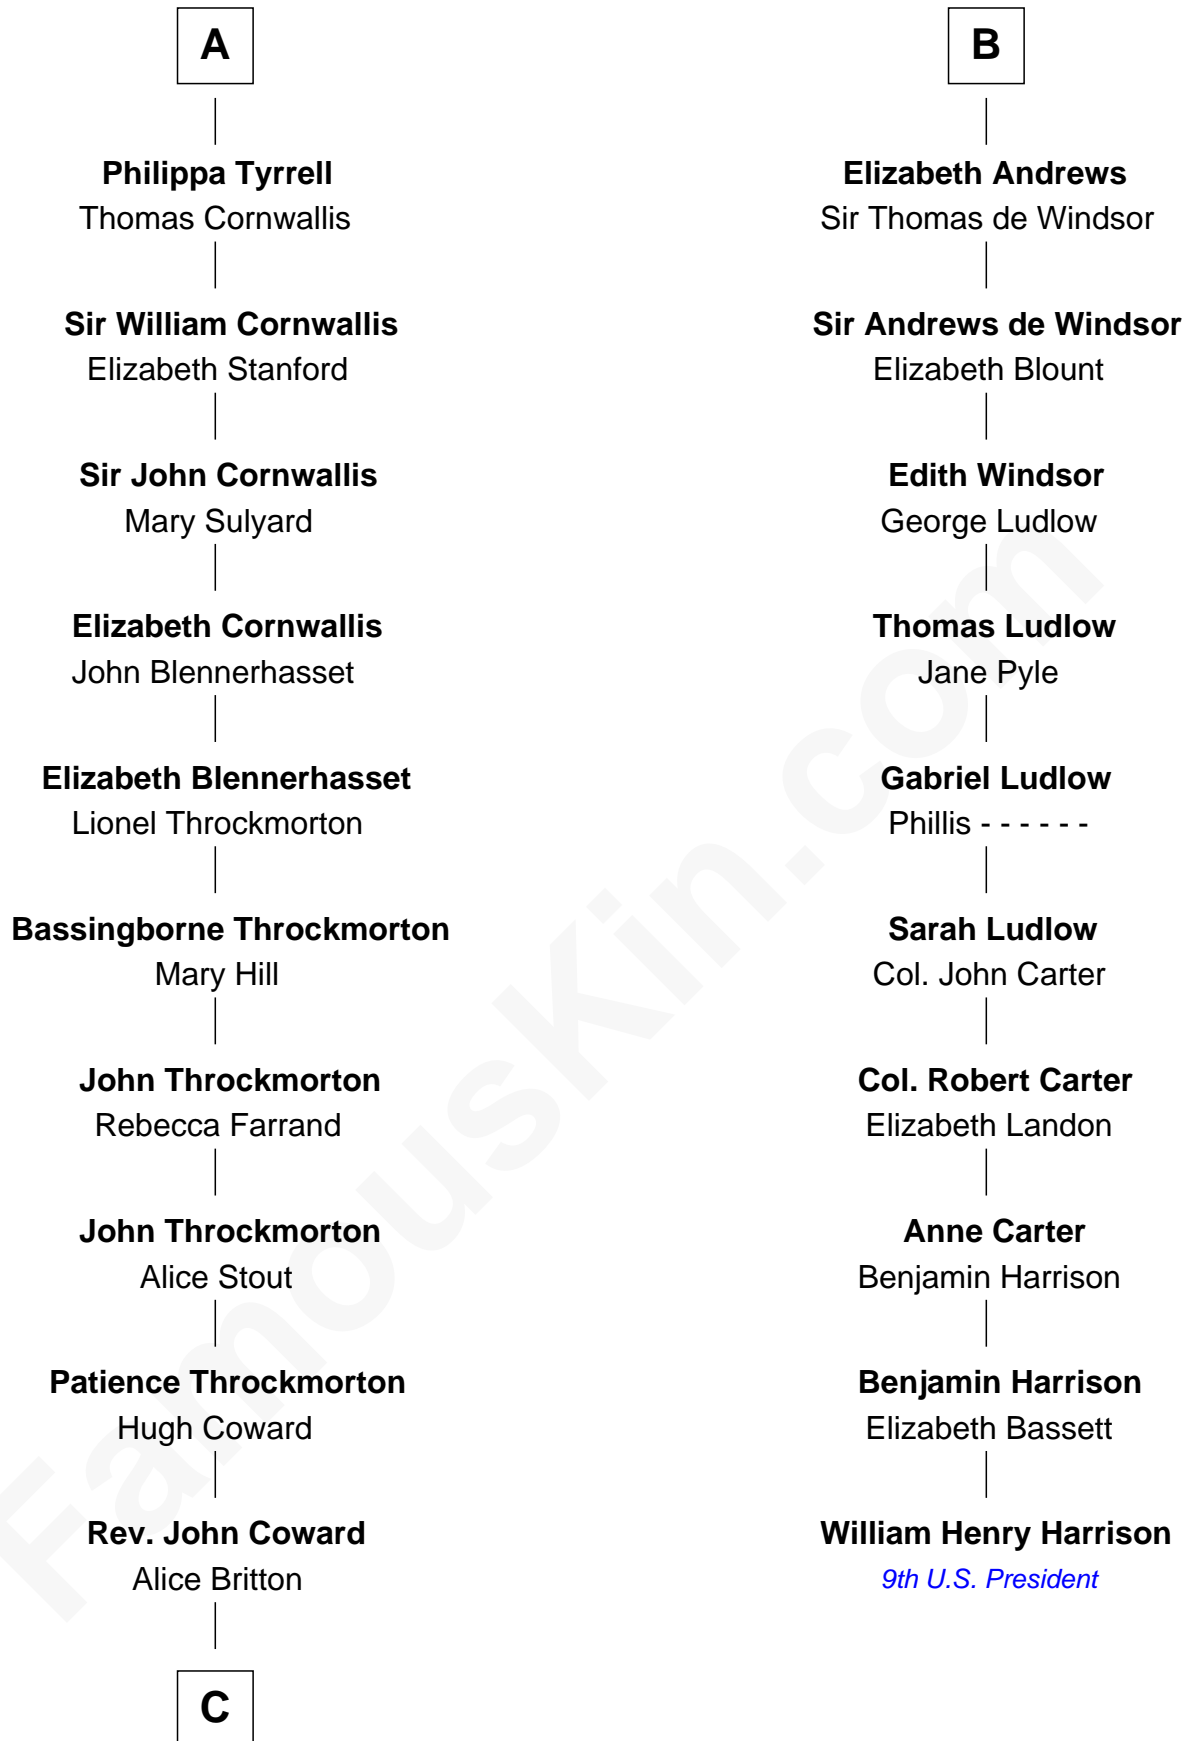 A
Philippa Tyrrell
Thomas Cornwallis
Sir William Cornwallis
Elizabeth Stanford
Sir John Cornwallis
Mary Sulyard
Elizabeth Cornwallis
John Blennerhasset
Elizabeth Blennerhasset
Lionel Throckmorton
Bassingborne Throckmorton
Mary Hill
John Throckmorton
Rebecca Farrand
John Throckmorton
Alice Stout
Patience Throckmorton
Hugh Coward
Rev. John Coward
Alice Britton
C
B
Elizabeth Andrews
Sir Thomas de Windsor
Sir Andrews de Windsor
Elizabeth Blount
Edith Windsor
George Ludlow
Thomas Ludlow
Jane Pyle
Gabriel Ludlow
Phillis - - - - - -
Sarah Ludlow
Col. John Carter
Col. Robert Carter
Elizabeth Landon
Anne Carter
Benjamin Harrison
Benjamin Harrison
Elizabeth Bassett
William Henry Harrison
9th U.S. President
FamousKin.com